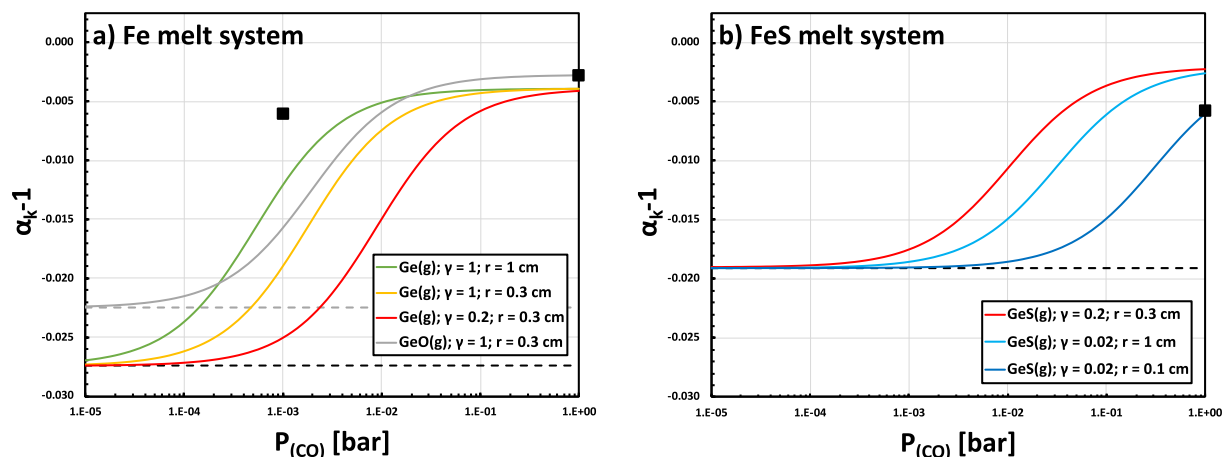 a) Fe melt system
0.000
-0.005
-0.010
-0.015
-0.020
-0.025
-0.030
αk-1
Ge(g); γ = 1; r = 1 cm
Ge(g); γ = 1; r = 0.3 cm
Ge(g); γ = 0.2; r = 0.3 cm
GeO(g); γ = 1; r = 0.3 cm
1.E-05 1.E-04 1.E-03 1.E-02 1.E-01 1.E+00
P(CO) [bar]
b) FeS melt system
0.000
-0.005
-0.010
-0.015
-0.020
-0.025
-0.030
αk-1
GeS(g); γ = 0.2; r = 0.3 cm
GeS(g); γ = 0.02; r = 1 cm
GeS(g); γ = 0.02; r = 0.1 cm
1.E-05 1.E-04 1.E-03 1.E-02 1.E-01 1.E+00
P(CO) [bar]